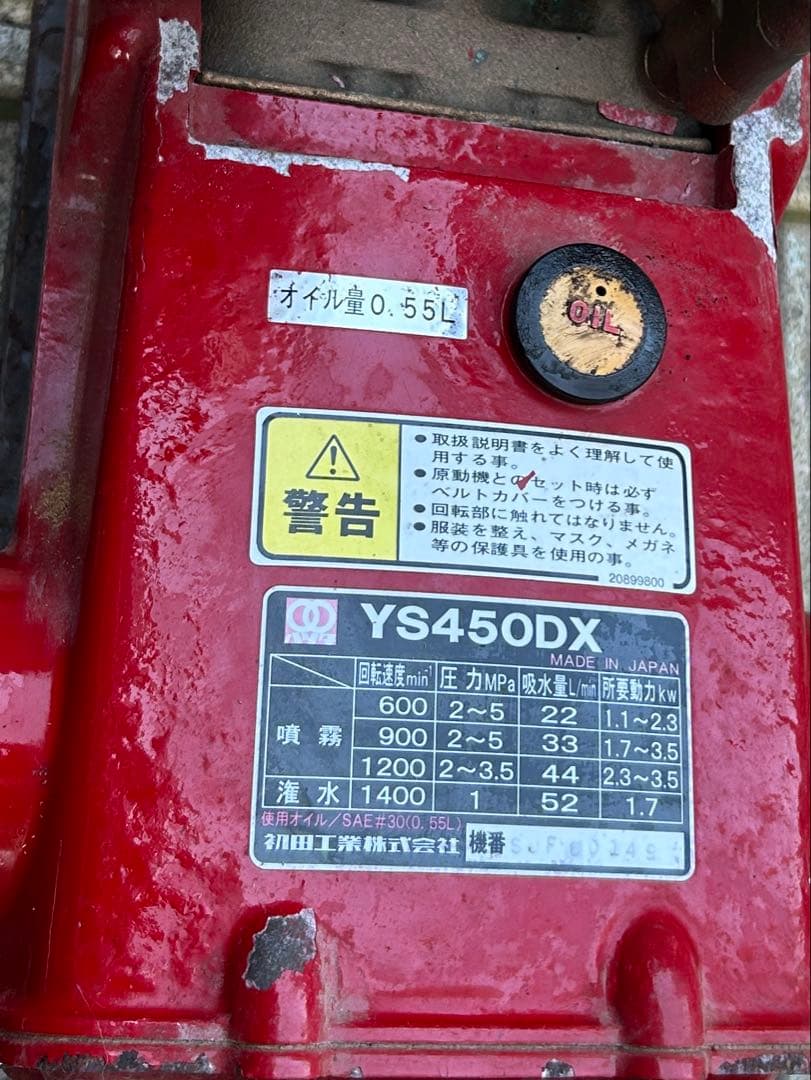 オイル量0.55L
OIL
警告
●取扱説明書をよく理解して使
用する事。
●原動機とのセット時は必ず
ベルトカバーをつける事。
●回転部に触れてはなりません。
●服装を整え、マスク、メガネ
等の保護具を使用の事。
20899800
YS450DX
MADE IN JAPAN
回転速度min⁻¹ 圧力MPa 吸水量L/min 所要動力kw
噴霧 600 2〜5 22 1.1〜2.3
900 2〜5 33 1.7〜3.5
1200 2〜3.5 44 2.3〜3.5
潅水 1400 1 52 1.7
使用オイル/SAE#30(0.55L)
初田工業株式会社 機番